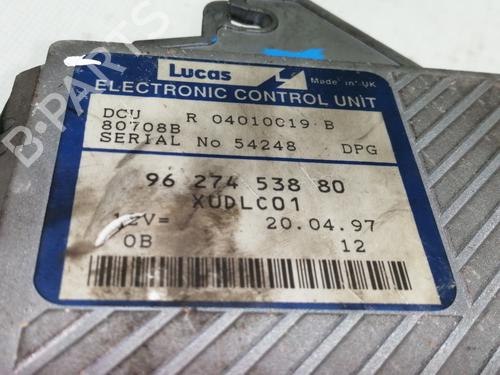 Lucas
Made in UK
ELECTRONIC CONTROL UNIT
DCU R 04010C19 B
80708B
SERIAL No 54248 DPG
96 274 538 80
XUDLC01
12V= 20.04.97
0B 12
B-PARTS